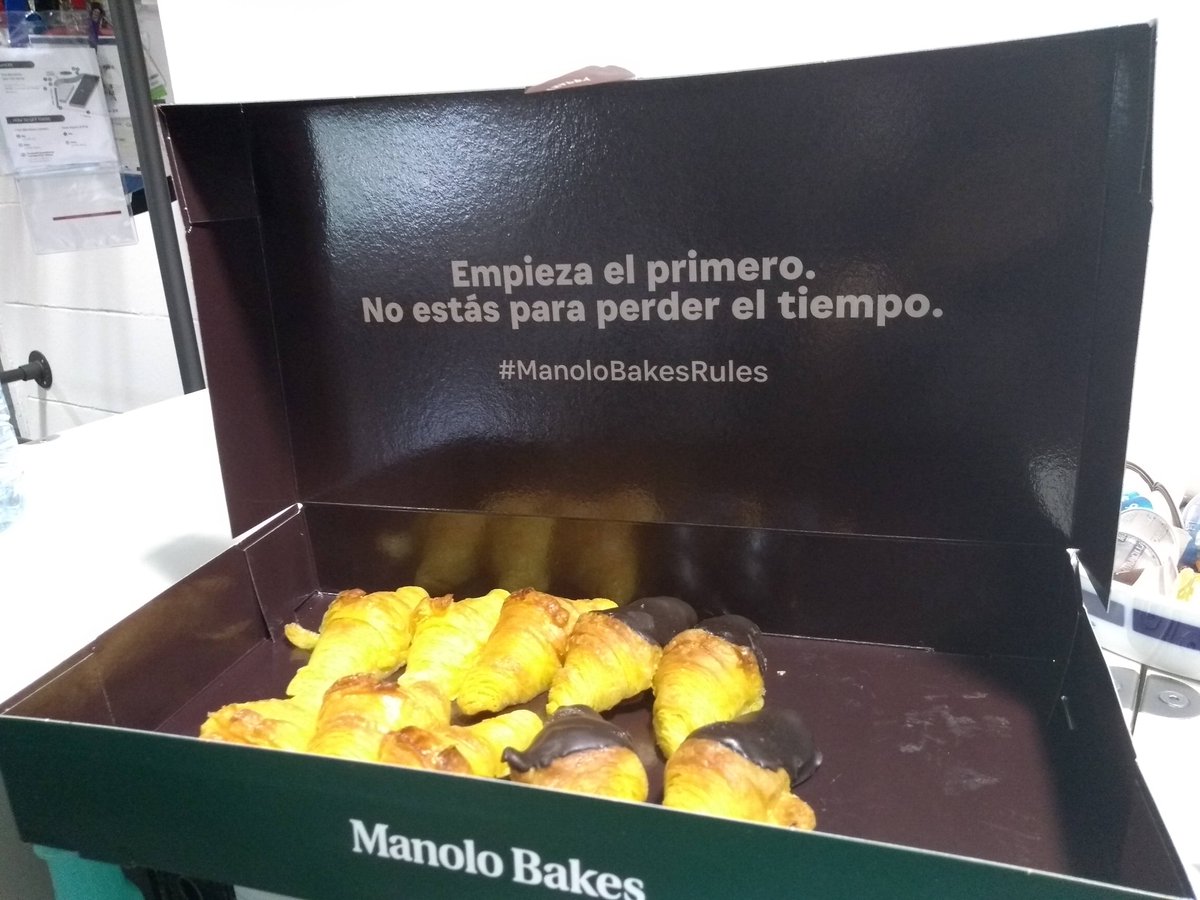 Empieza el primero.
No estás para perder el tiempo.
#ManoloBakesRules
Manolo Bakes